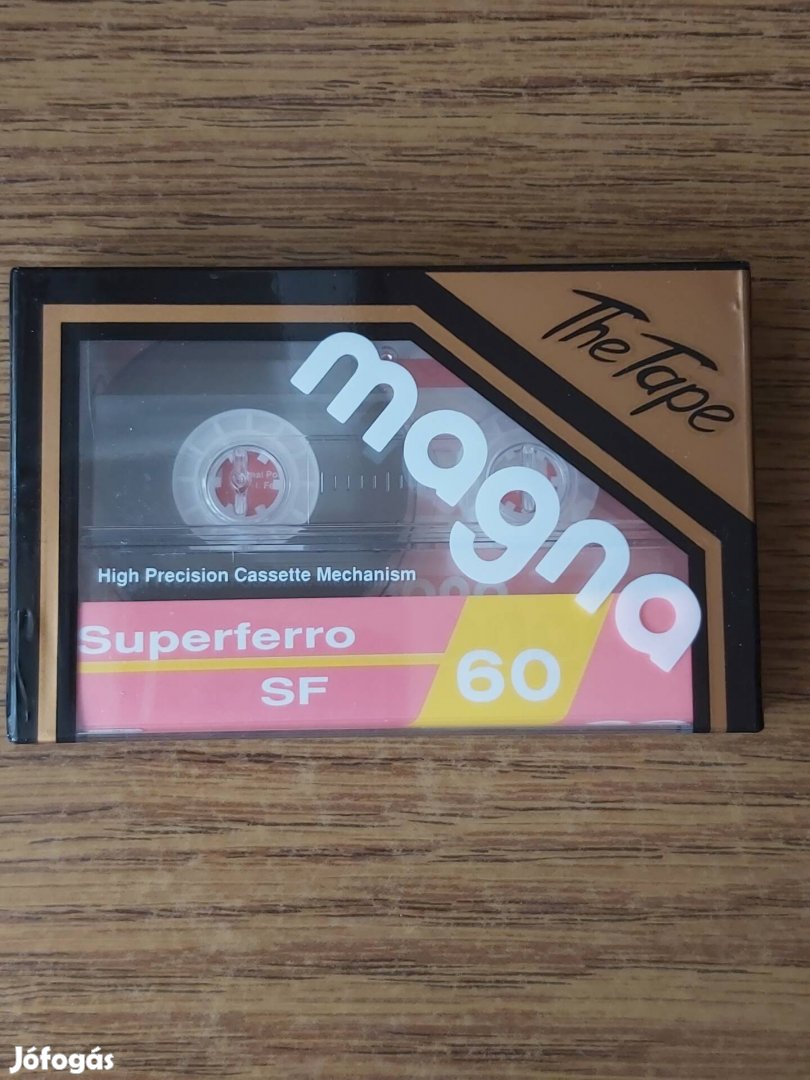 The Tape
magna
High Precision Cassette Mechanism
Superferro
SF
60
Jófogás